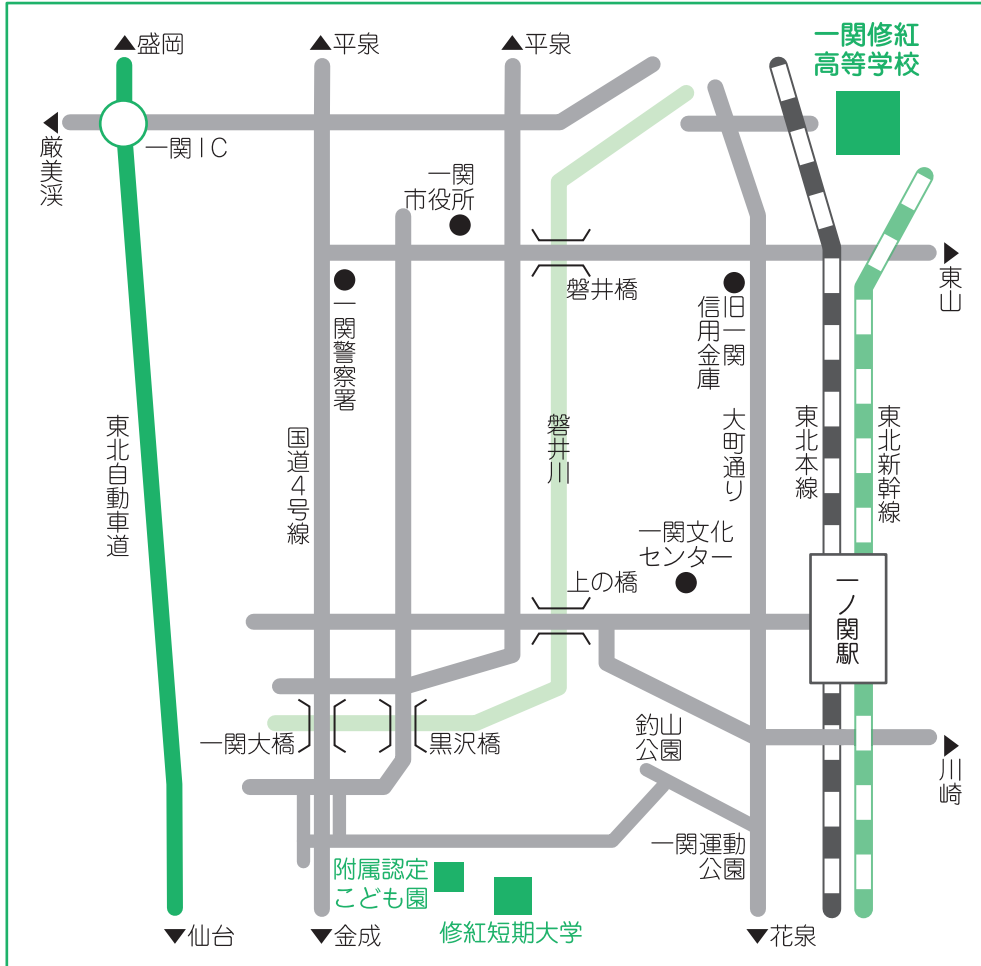 ▲盛岡
▲平泉
▲平泉
一関修紅
高等学校
◀厳美渓
一関IC
一関
市役所
磐井橋
▶東山
一関警察署
旧一関
信用金庫
東北自動車道
国道4号線
磐井川
大町通り
東北本線
東北新幹線
一関文化
センター
上の橋
一ノ関駅
一関大橋
黒沢橋
釣山
公園
▶川崎
一関運動
公園
附属認定
こども園
修紅短期大学
▼仙台
▼金成
▼花泉